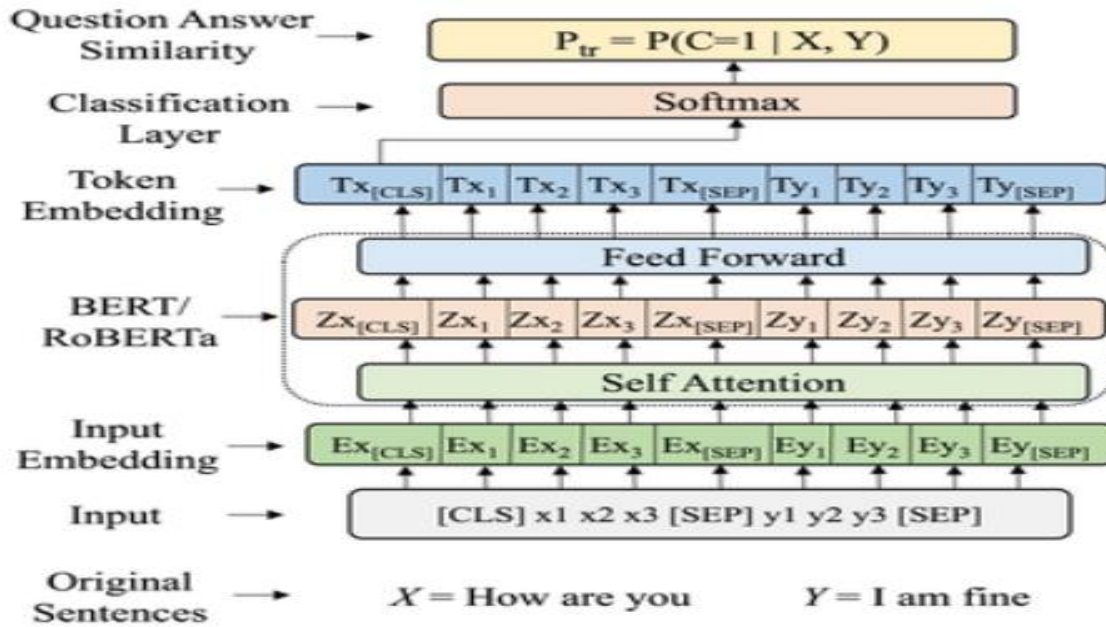 Question Answer
Similarity
P_tr = P(C=1 | X, Y)
Classification
Layer
Softmax
Token
Embedding
Tx[CLS] Tx1 Tx2 Tx3 Tx[SEP] Ty1 Ty2 Ty3 Ty[SEP]
Feed Forward
BERT/
RoBERTa
Zx[CLS] Zx1 Zx2 Zx3 Zx[SEP] Zy1 Zy2 Zy3 Zy[SEP]
Self Attention
Input
Embedding
Ex[CLS] Ex1 Ex2 Ex3 Ex[SEP] Ey1 Ey2 Ey3 Ey[SEP]
Input
[CLS] x1 x2 x3 [SEP] y1 y2 y3 [SEP]
Original
Sentences
X = How are you Y = I am fine